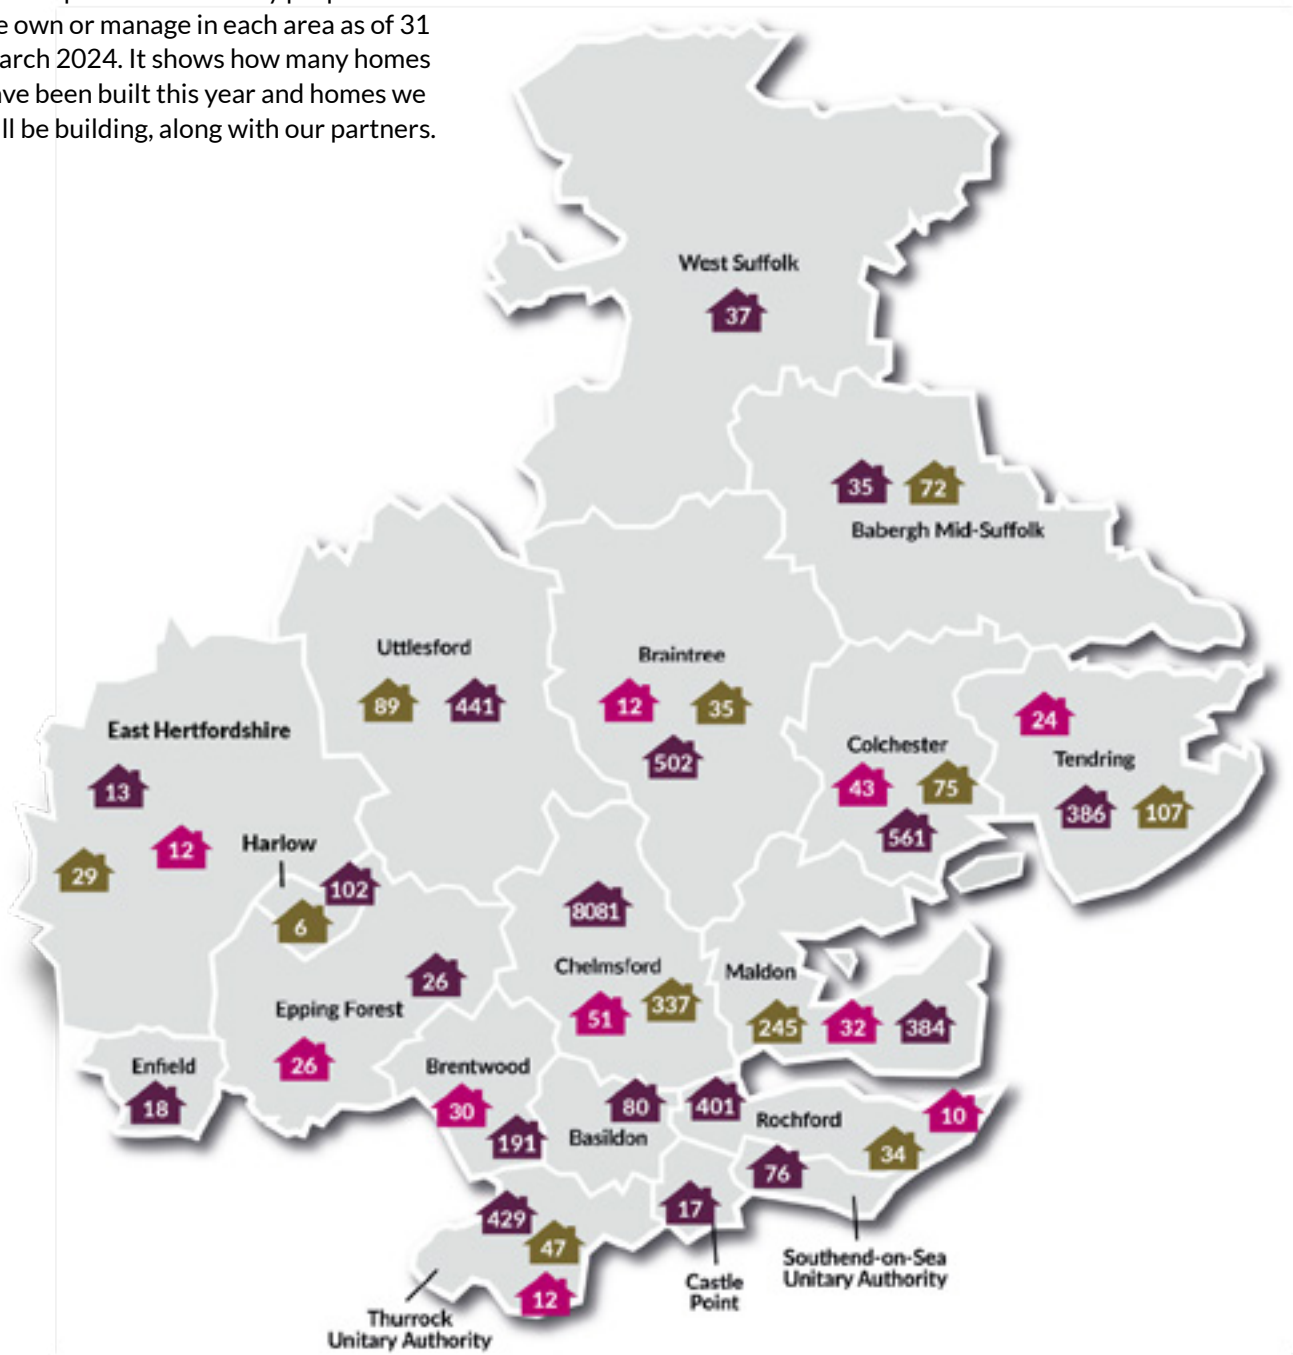 e own or manage in each area as of 31
arch 2024. It shows how many homes
ve been built this year and homes we
ll be building, along with our partners.
West Suffolk
37
35 72
Babergh Mid-Suffolk
Uttlesford
89 441
Braintree
12 35
502
East Hertfordshire
13
12
29
Harlow
102
6
Colchester
43 75
561
24
Tendring
386 107
8081
Chelmsford
51 337
Maldon
245 32 384
26
Epping Forest
26
Enfield
18
Brentwood
30
191
80
Basildon
401
Rochford
10
34
76
17
429
47
12
Southend-on-Sea
Unitary Authority
Castle
Point
Thurrock
Unitary Authority